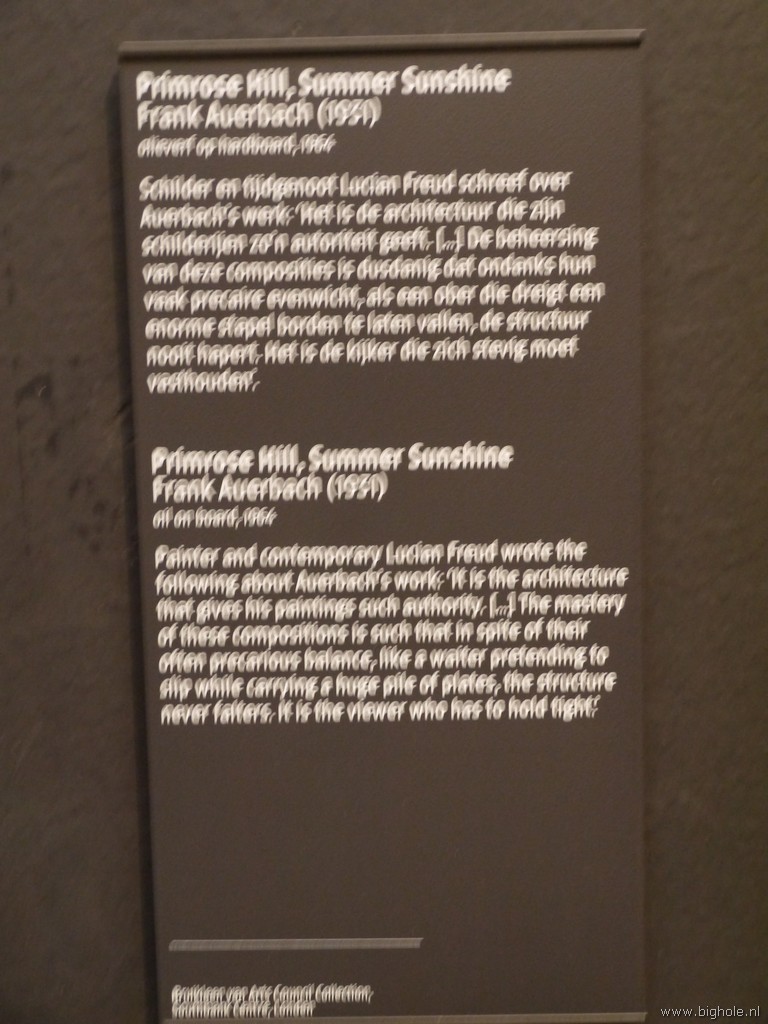 Primrose Hill, Summer Sunshine
Frank Auerbach (1931)
olieverf op hardboard, 1964
Schilder en tijdgenoot Lucian Freud schreef over
Auerbach's werk: 'Het is de architectuur die zijn
schilderijen zo'n autoriteit geeft. [...] De beheersing
van deze composities is dusdanig dat ondanks hun
vaak precaire evenwicht, als een ober die dreigt een
enorme stapel borden te laten vallen, de structuur
nooit hapert. Het is de kijker die zich stevig moet
vasthouden'.
Primrose Hill, Summer Sunshine
Frank Auerbach (1931)
oil on board, 1964
Painter and contemporary Lucian Freud wrote the
following about Auerbach's work: 'It is the architecture
that gives his paintings such authority. [...] The mastery
of these compositions is such that in spite of their
often precarious balance, like a waiter pretending to
slip while carrying a huge pile of plates, the structure
never falters. It is the viewer who has to hold tight.'
Bruikleen van Arts Council Collection,
Southbank Centre, London
www.bighole.nl